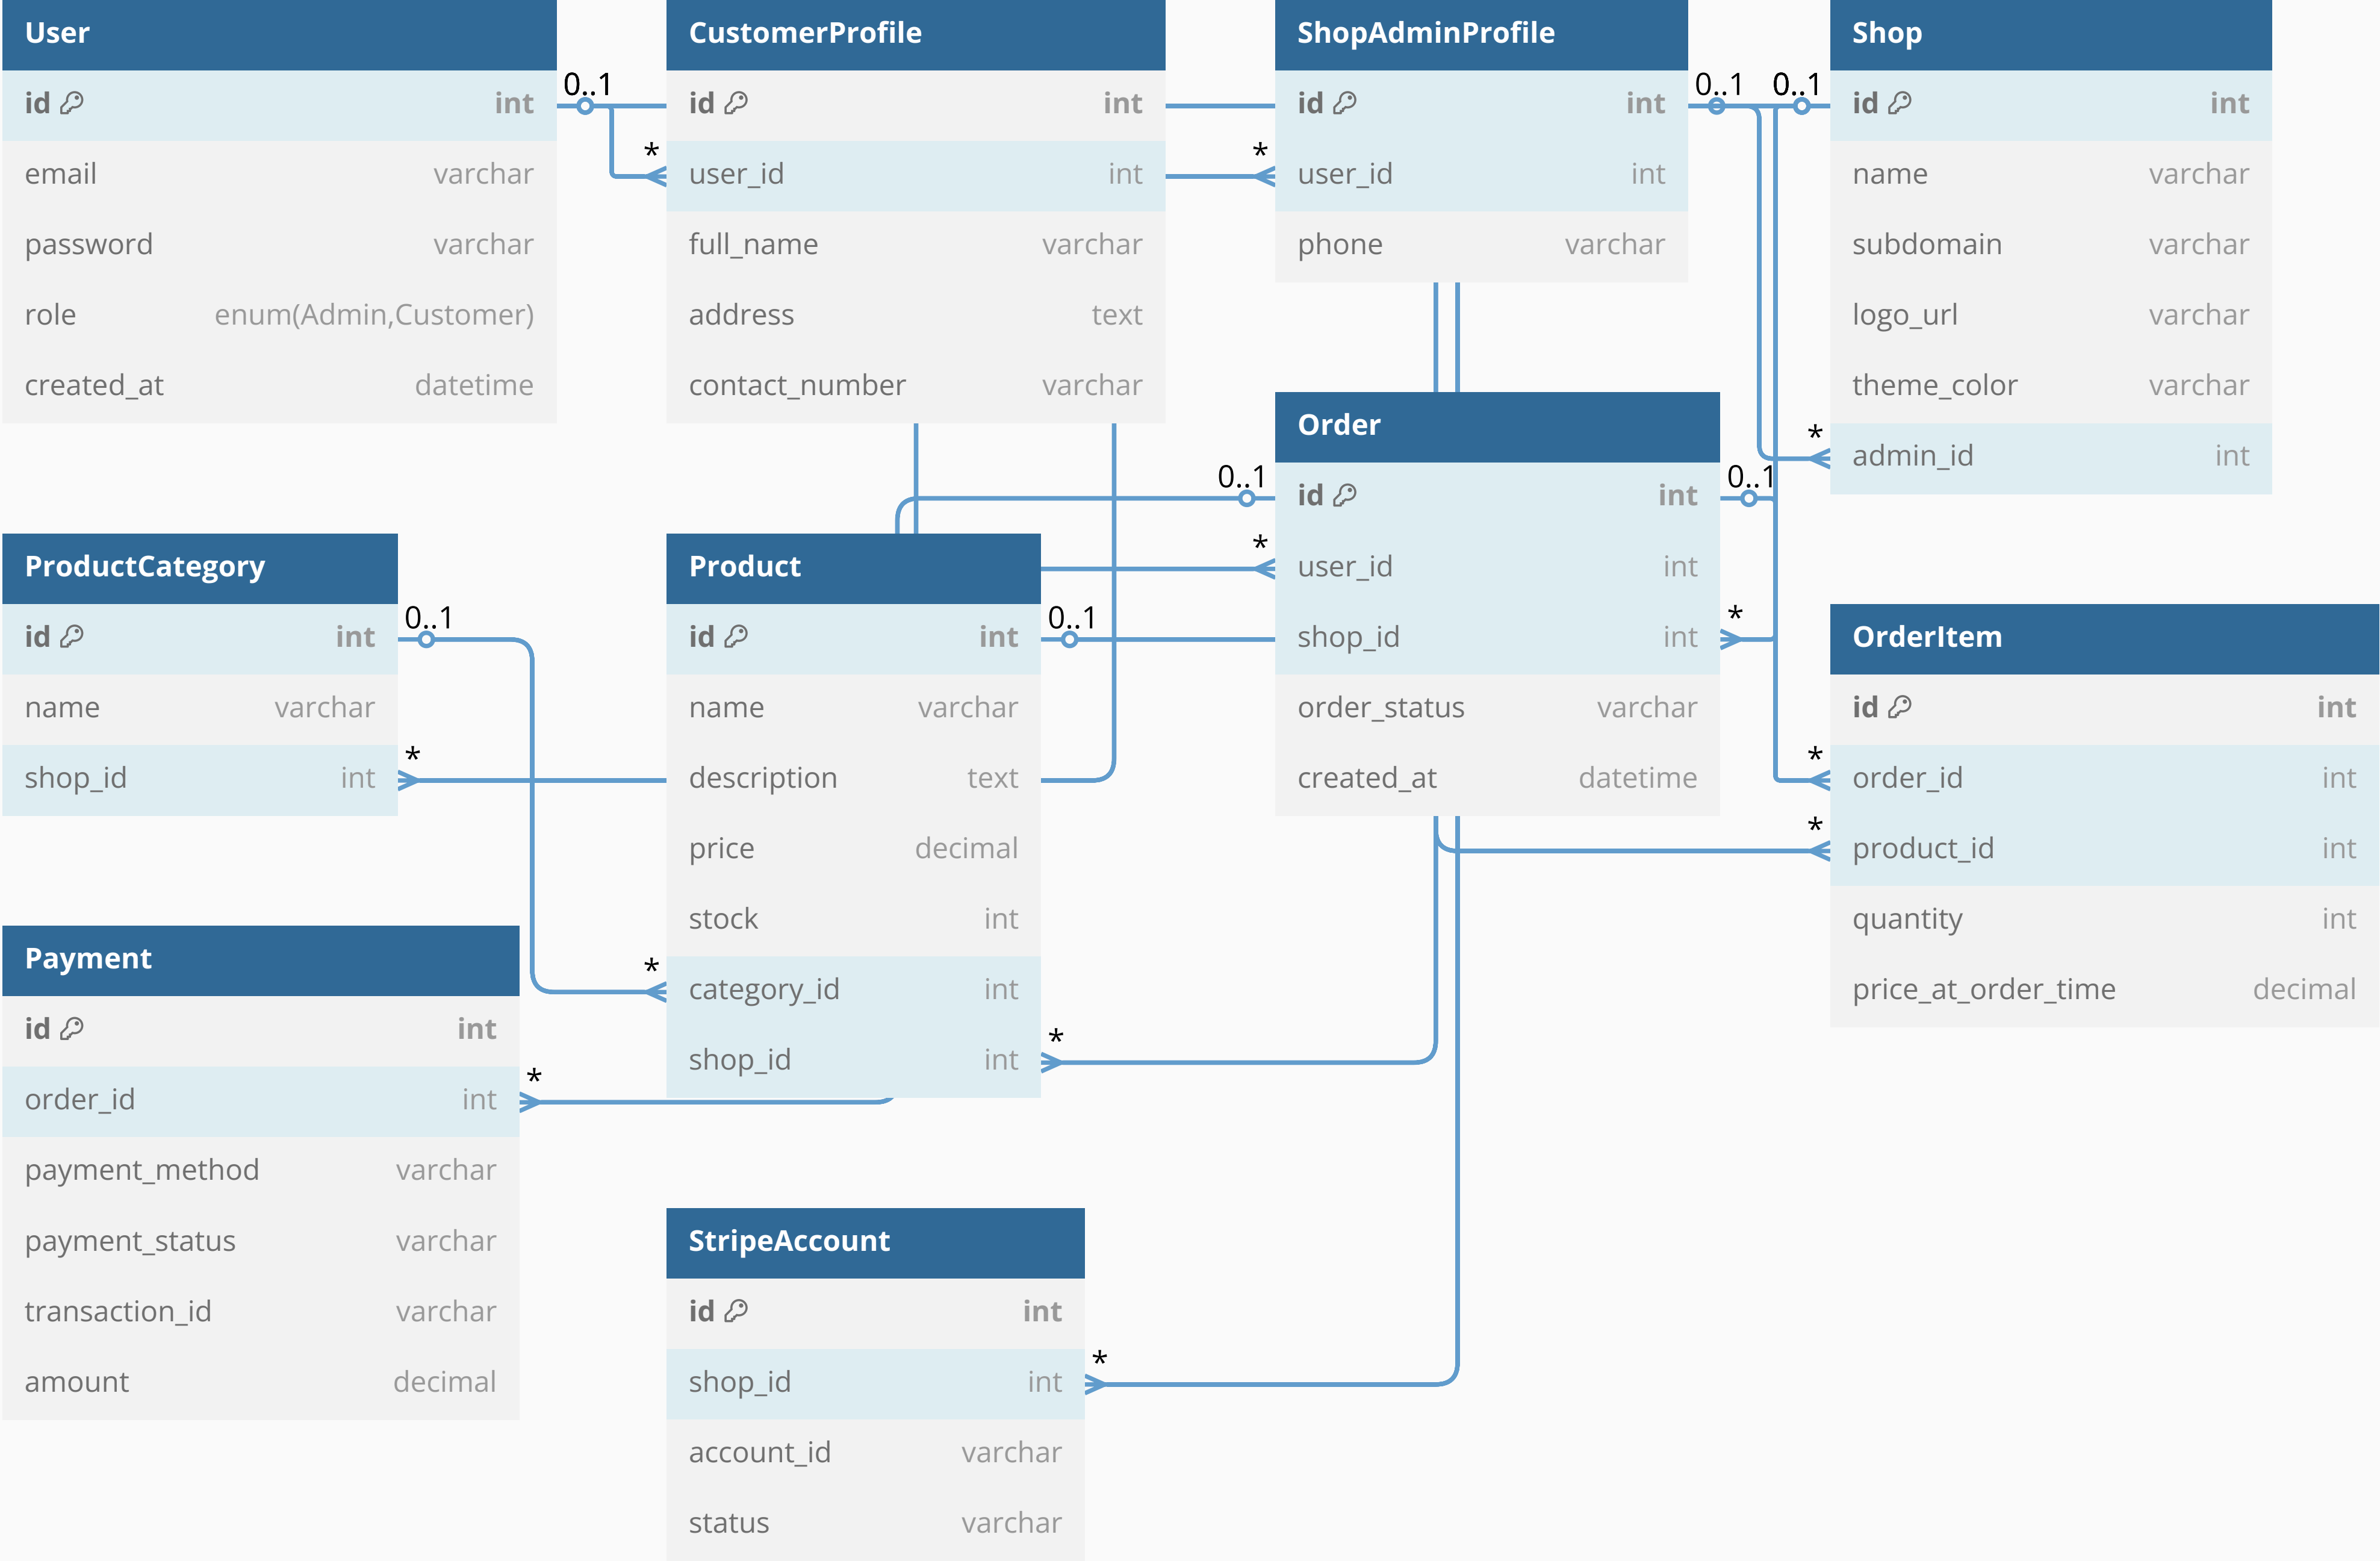 User
id int
email varchar
password varchar
role enum(Admin,Customer)
created_at datetime
0..1
*
CustomerProfile
id int
user_id int
full_name varchar
address text
contact_number varchar
*
ShopAdminProfile
id int
user_id int
phone varchar
0..1
0..1
*
Shop
id int
name varchar
subdomain varchar
logo_url varchar
theme_color varchar
admin_id int
0..1
*
Order
id int
user_id int
shop_id int
order_status varchar
created_at datetime
0..1
*
ProductCategory
id int
name varchar
shop_id int
0..1
*
*
Product
id int
name varchar
description text
price decimal
stock int
category_id int
shop_id int
0..1
*
*
*
OrderItem
id int
order_id int
product_id int
quantity int
price_at_order_time decimal
Payment
id int
order_id int
payment_method varchar
payment_status varchar
transaction_id varchar
amount decimal
*
StripeAccount
id int
shop_id int
account_id varchar
status varchar
*